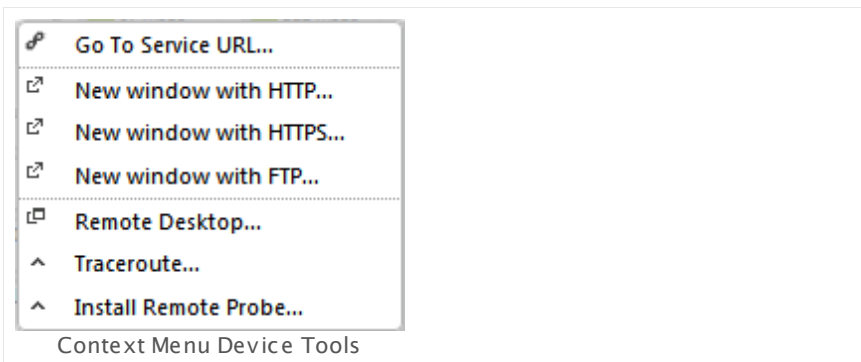 Go To Service URL...
New window with HTTP...
New window with HTTPS...
New window with FTP...
Remote Desktop...
Traceroute...
Install Remote Probe...
Context Menu Device Tools